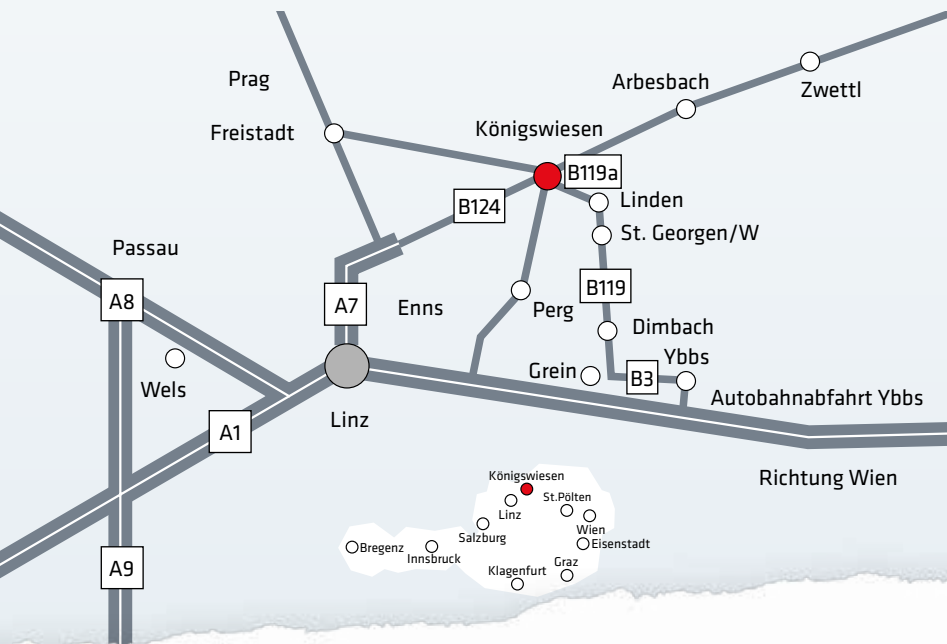 Prag
Arbesbach
Zwettl
Freistadt
Königswiesen
B119a
B124
Linden
St. Georgen/W
Passau
A8
A7
Enns
B119
Perg
Dimbach
Wels
Grein
B3
Ybbs
Autobahnabfahrt Ybbs
A1
Linz
Richtung Wien
Königswiesen
St.Pölten
Linz
Wien
Salzburg
Eisenstadt
Bregenz
Innsbruck
Graz
Klagenfurt
A9